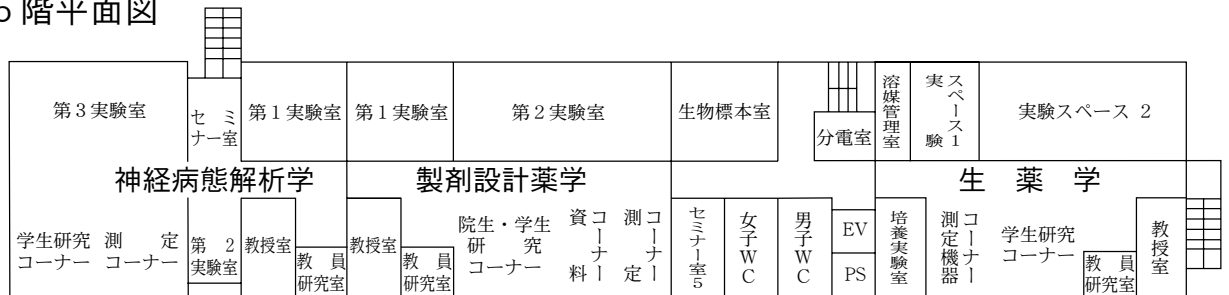 階平面図
第3実験室
セミ
ナー室
第1実験室
第1実験室
第2実験室
生物標本室
分電室
溶媒管理室
実験
スペース1
実験スペース 2
神経病態解析学
製剤設計薬学
生薬学
学生研究
コーナー
測定
コーナー
第2
実験室
教授室
教員
研究室
教授室
教員
研究室
院生・学生
研究
コーナー
資料
コーナー
測定
コーナー
セミナー室5
女子WC
男子WC
EV
PS
培養実験室
測定機器
コーナー
学生研究
コーナー
教員
研究室
教授室